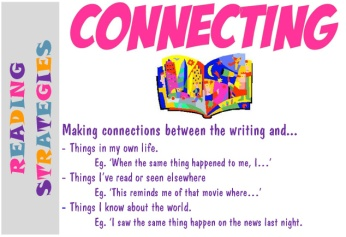 CONNECTING
READING
STRATEGIES
Making connections between the writing and...
- Things in my own life.
Eg. 'When the same thing happened to me, I...'
- Things I've read or seen elsewhere
Eg. 'This reminds me of that movie where...'
- Things I know about the world.
Eg. 'I saw the same thing happen on the news last night.